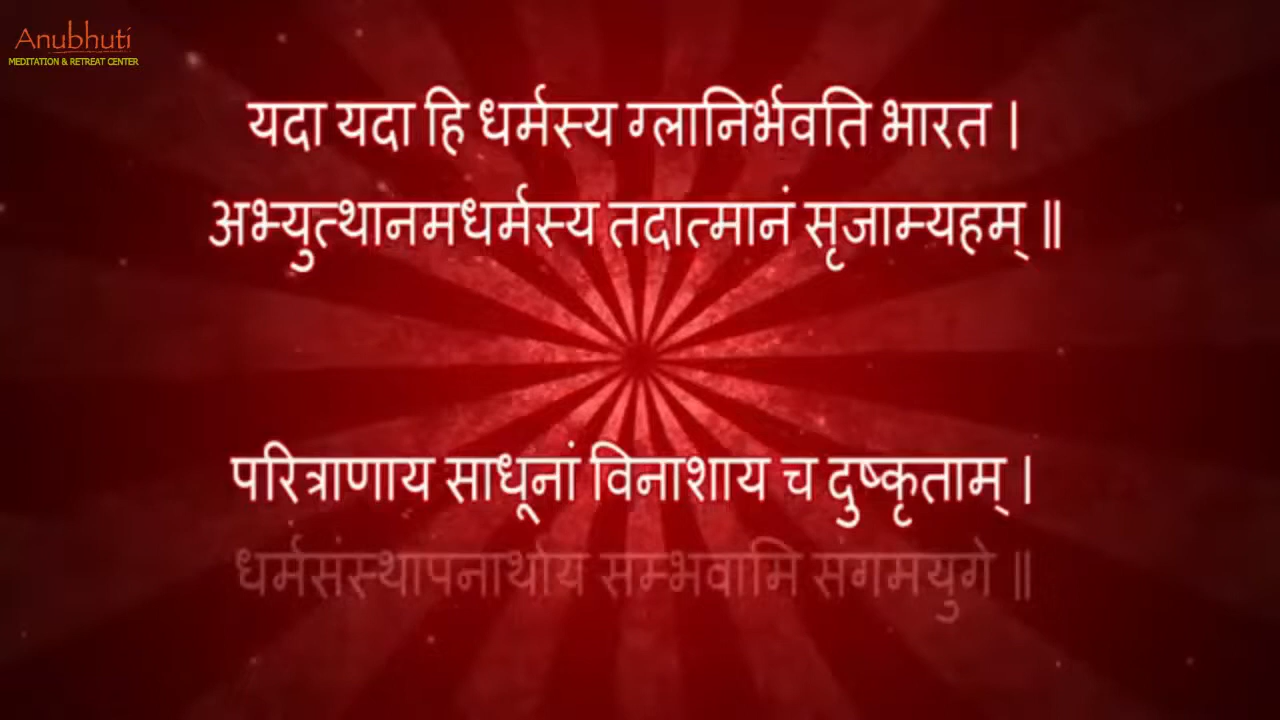 Anubhuti
MEDITATION & RETREAT CENTER
यदा यदा हि धर्मस्य ग्लानिर्भवति भारत ।
अभ्युत्थानमधर्मस्य तदात्मानं सृजाम्यहम् ॥
परित्राणाय साधूनां विनाशाय च दुष्कृताम् ।
धर्मसंस्थापनार्थाय सम्भवामि संगमयुगे ॥